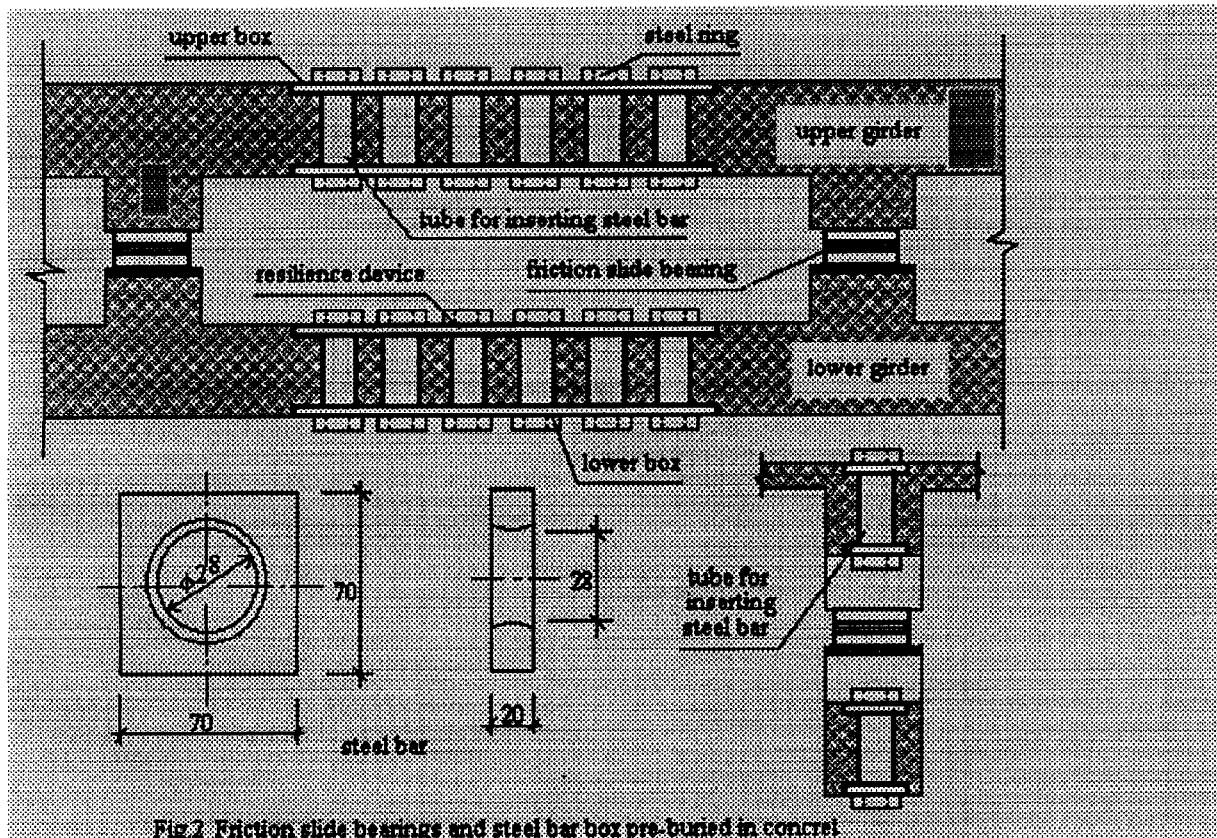 upper box
steel ring
upper girder
tube for inserting steel bar
friction slide bearing
resilience device
lower girder
lower box
ϕ28
70
70
28
20
tube for
inserting
steel bar
steel bar
Fig.2 Friction slide bearings and steel bar box pre-buried in concret